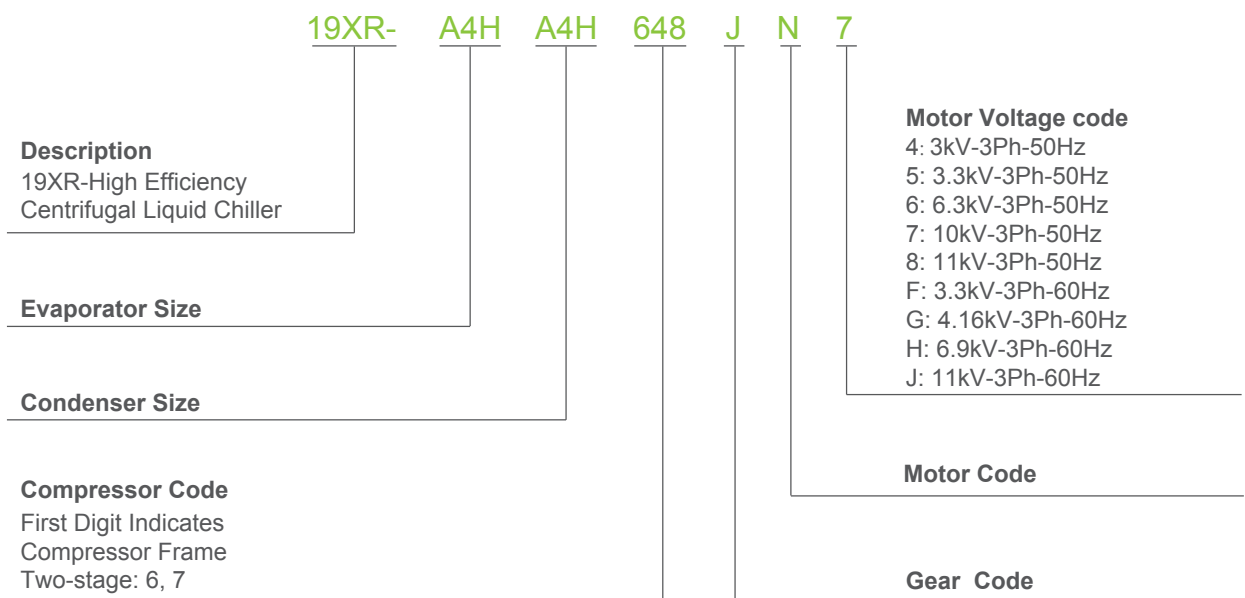 19XR- A4H A4H 648 J N 7
Description
19XR-High Efficiency
Centrifugal Liquid Chiller
Evaporator Size
Condenser Size
Compressor Code
First Digit Indicates
Compressor Frame
Two-stage: 6, 7
Motor Voltage code
4: 3kV-3Ph-50Hz
5: 3.3kV-3Ph-50Hz
6: 6.3kV-3Ph-50Hz
7: 10kV-3Ph-50Hz
8: 11kV-3Ph-50Hz
F: 3.3kV-3Ph-60Hz
G: 4.16kV-3Ph-60Hz
H: 6.9kV-3Ph-60Hz
J: 11kV-3Ph-60Hz
Motor Code
Gear Code